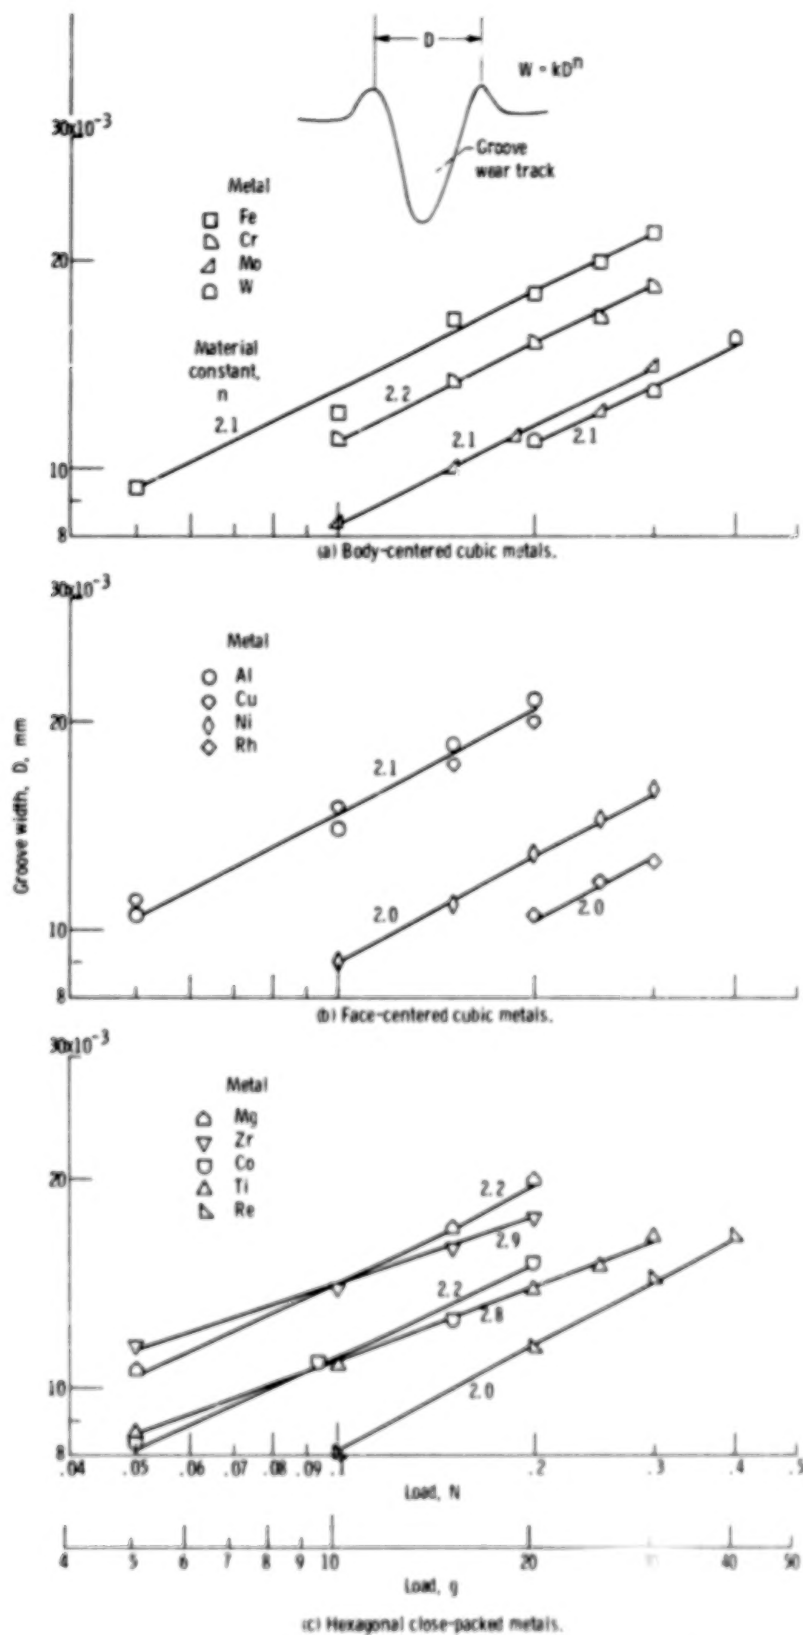 D
W = kDⁿ
30x10⁻³
Groove
wear track
Metal
Fe
Cr
Mo
W
20
Material
constant,
n
2.1
2.2
2.1
2.1
10
8
(a) Body-centered cubic metals.
30x10⁻³
Metal
Al
Cu
Ni
Rh
20
2.1
2.0
2.0
10
8
Groove width, D, mm
(b) Face-centered cubic metals.
30x10⁻³
Metal
Mg
Zr
Co
Ti
Re
20
2.2
2.9
2.2
2.8
2.0
10
8
.04 .05 .06 .07 .08 .09 .1 .2 .3 .4 .5
Load, N
4 5 6 7 8 9 10 20 40 50
Load, g
(c) Hexagonal close-packed metals.